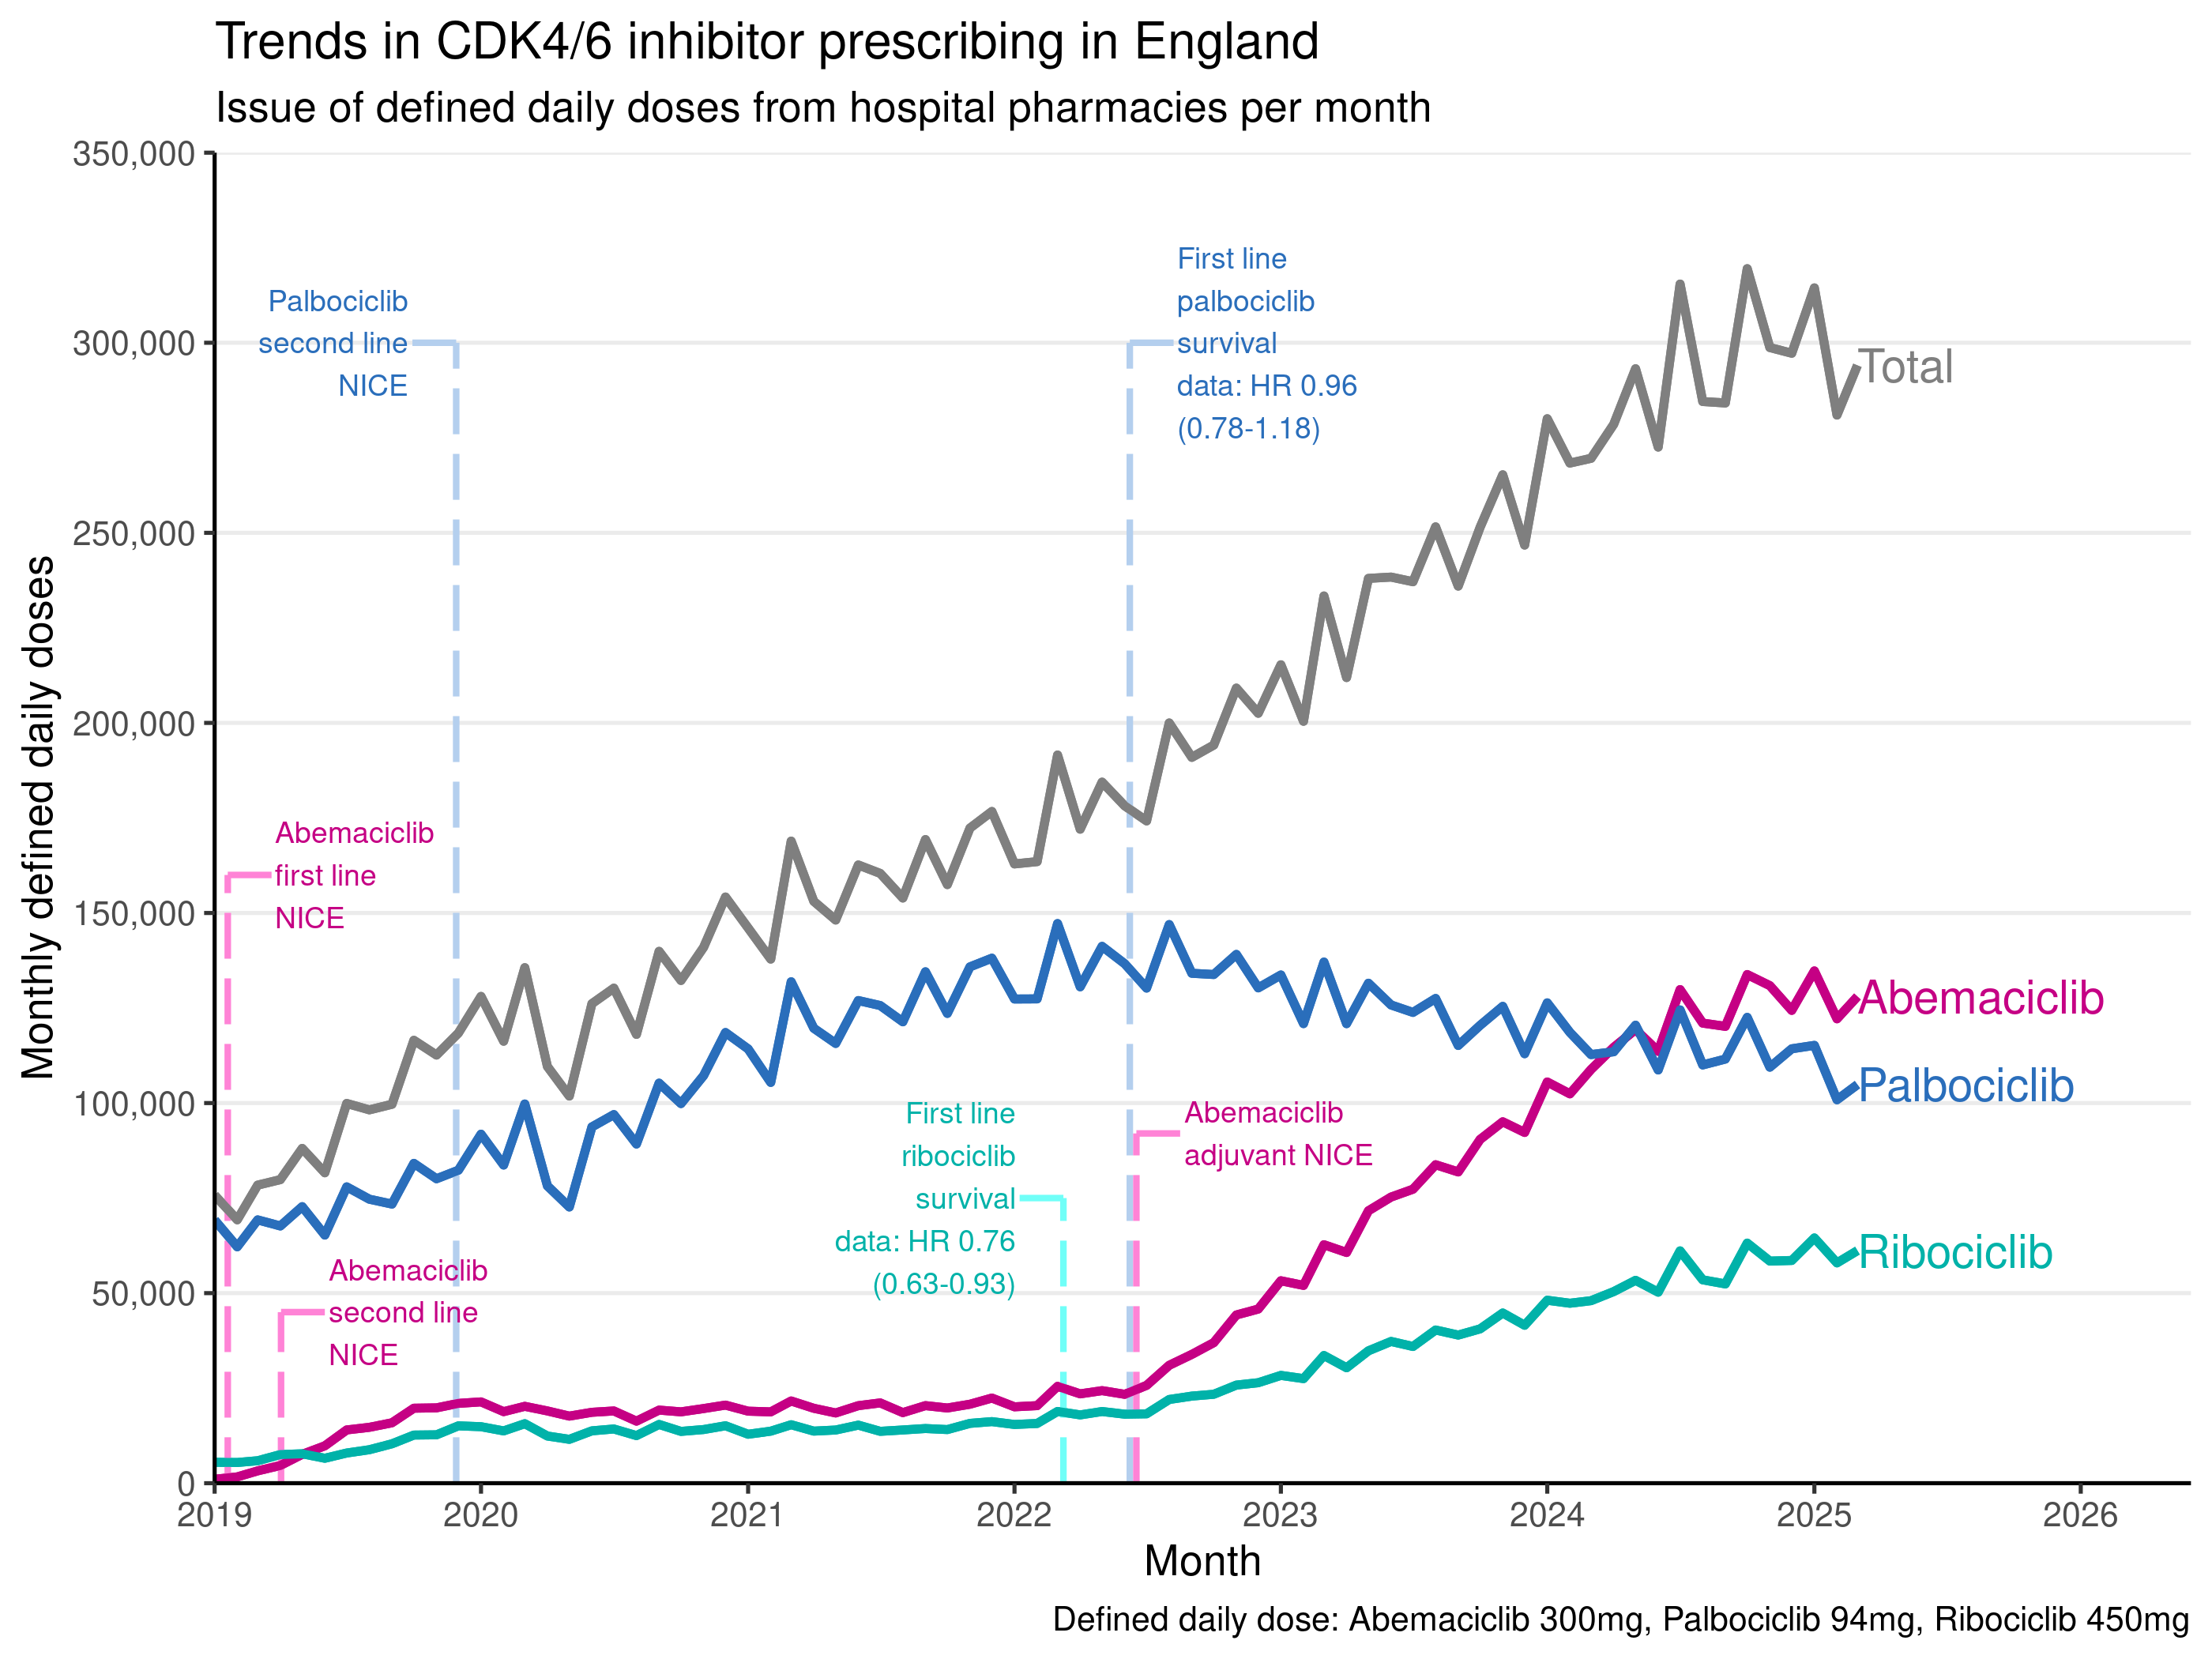 Trends in CDK4/6 inhibitor prescribing in England
Issue of defined daily doses from hospital pharmacies per month
Monthly defined daily doses
350,000
300,000
250,000
200,000
150,000
100,000
50,000
0
Palbociclib
second line
NICE
First line
palbociclib
survival
data: HR 0.96
(0.78-1.18)
Total
Abemaciclib
first line
NICE
Abemaciclib
Palbociclib
First line
ribociclib
survival
data: HR 0.76
(0.63-0.93)
Abemaciclib
adjuvant NICE
Ribociclib
Abemaciclib
second line
NICE
2019
2020
2021
2022
2023
2024
2025
2026
Month
Defined daily dose: Abemaciclib 300mg, Palbociclib 94mg, Ribociclib 450mg